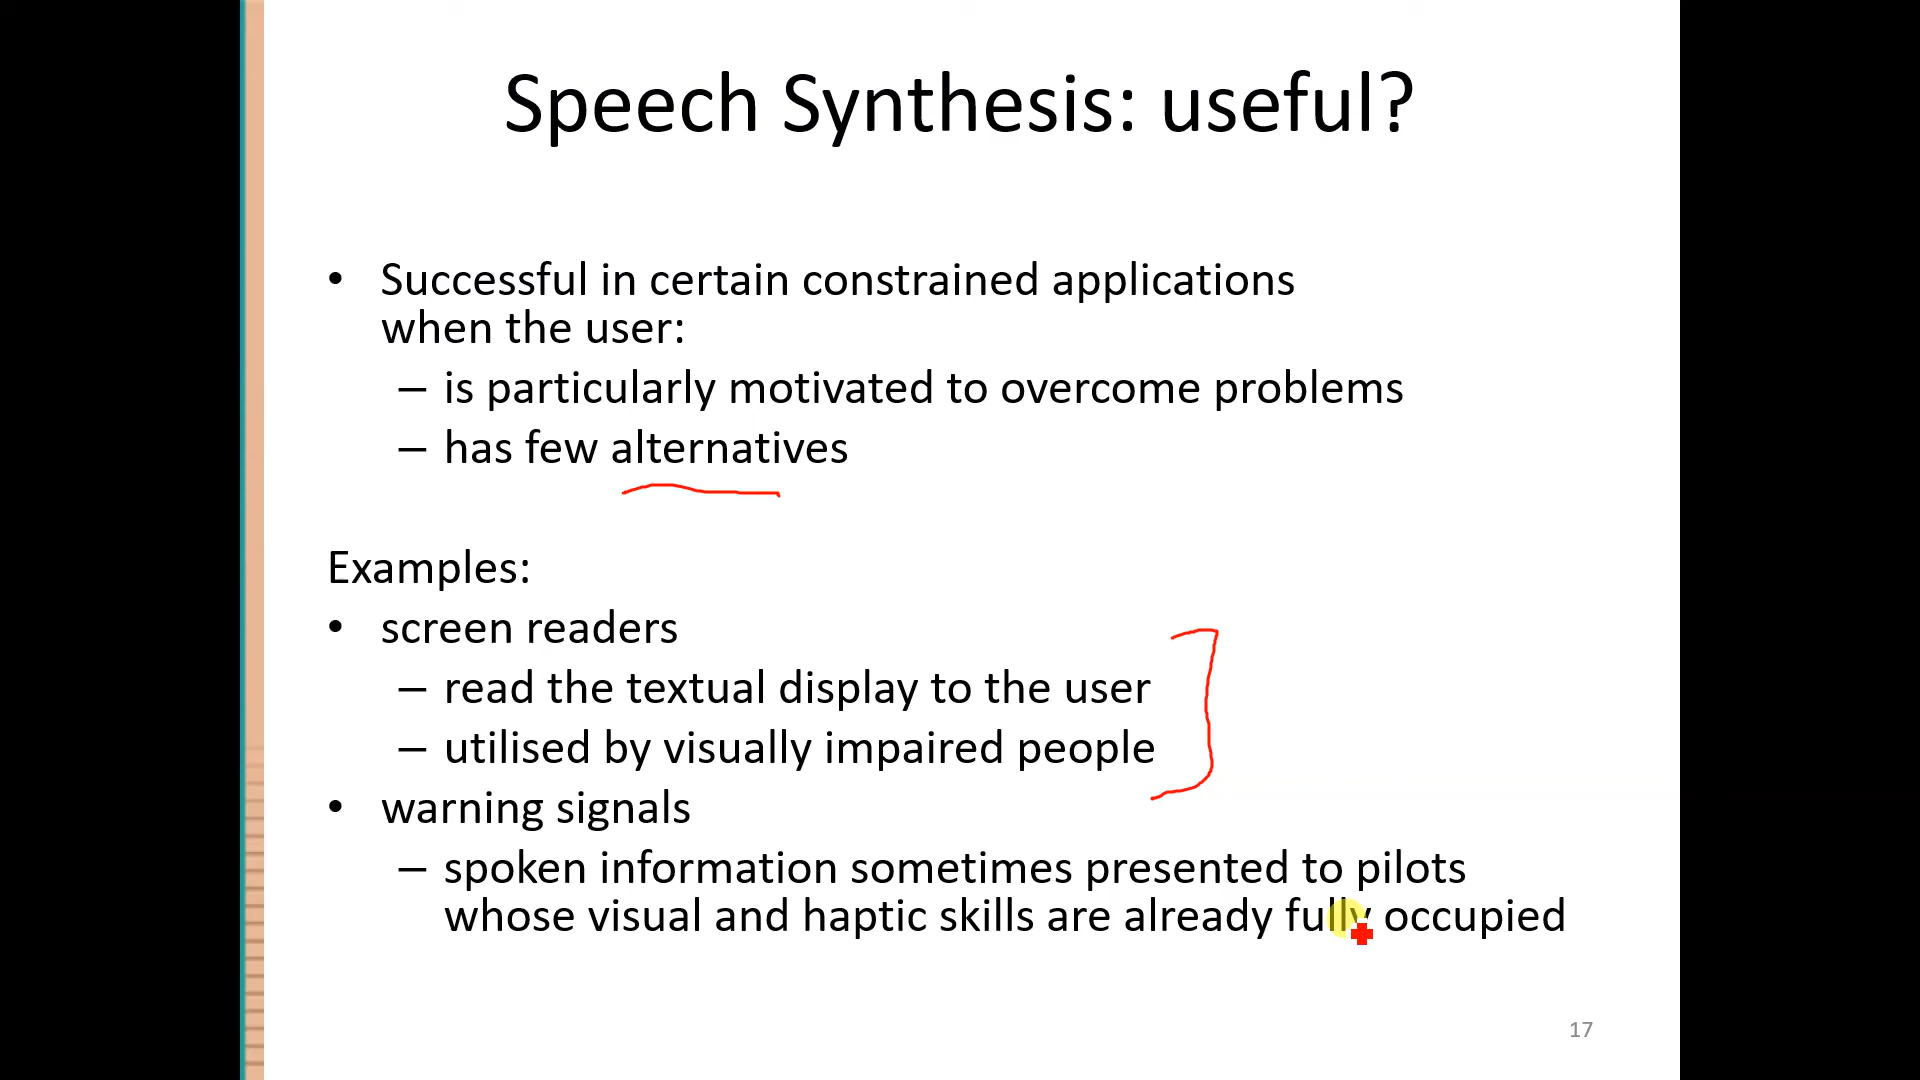 Speech Synthesis: useful?
• Successful in certain constrained applications
when the user:
– is particularly motivated to overcome problems
– has few alternatives
Examples:
• screen readers
– read the textual display to the user
– utilised by visually impaired people
• warning signals
– spoken information sometimes presented to pilots
whose visual and haptic skills are already fully occupied
17